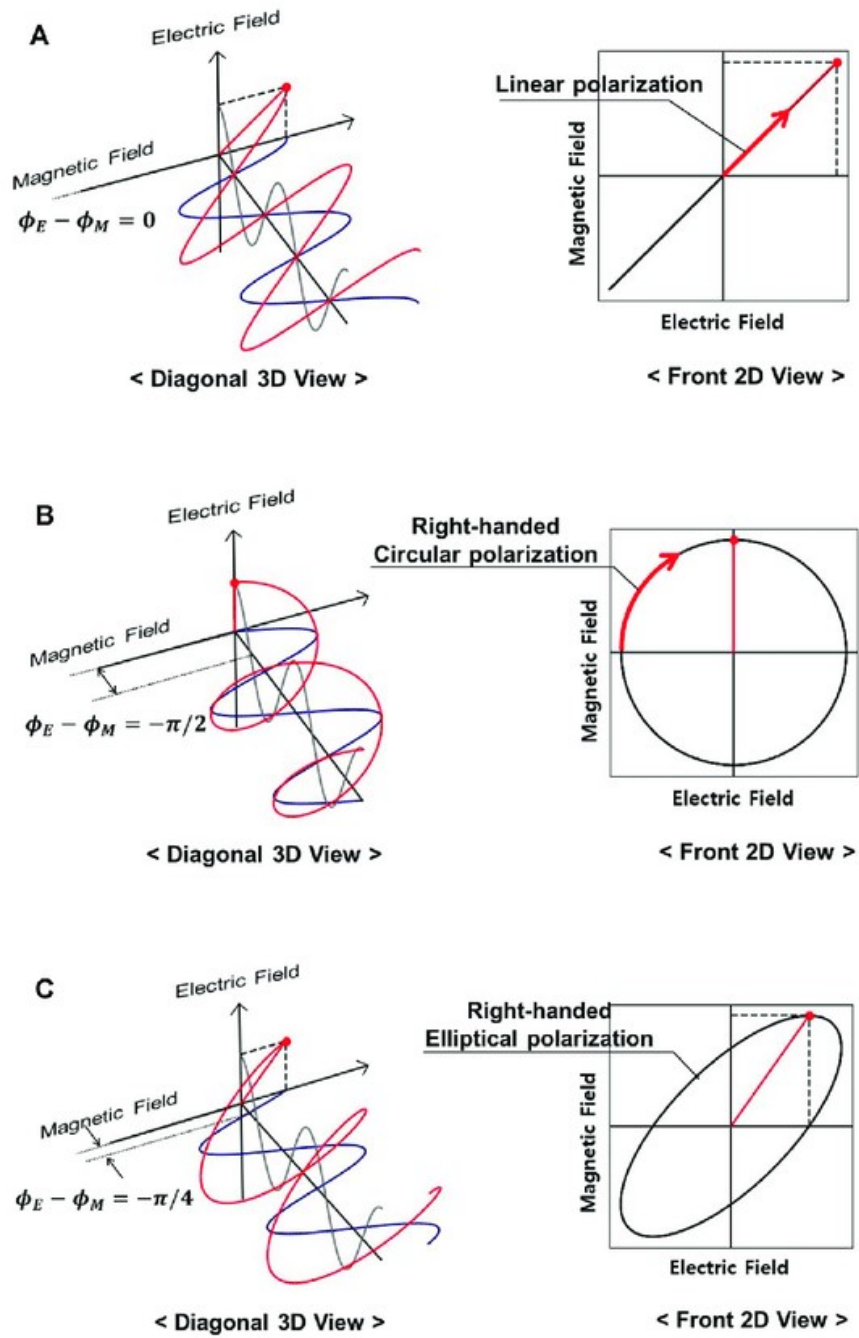 A
Electric Field
Magnetic Field
ϕ_E − ϕ_M = 0
< Diagonal 3D View >
Linear polarization
Magnetic Field
Electric Field
< Front 2D View >
B
Electric Field
Magnetic Field
ϕ_E − ϕ_M = −π/2
< Diagonal 3D View >
Right-handed
Circular polarization
Magnetic Field
Electric Field
< Front 2D View >
C
Electric Field
Magnetic Field
ϕ_E − ϕ_M = −π/4
< Diagonal 3D View >
Right-handed
Elliptical polarization
Magnetic Field
Electric Field
< Front 2D View >